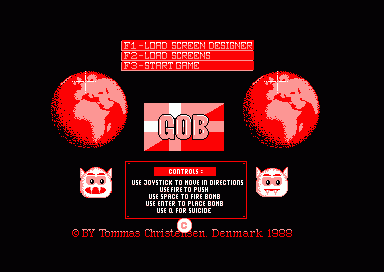 F1-LOAD SCREEN DESIGNER
F2-LOAD SCREENS
F3-START GAME
GOB
CONTROLS :
USE JOYSTICK TO MOVE IN DIRECTIONS
USE FIRE TO PUSH
USE SPACE TO FIRE BOMB
USE ENTER TO PLACE BOMB
USE Q FOR SUICIDE
C
© BY Tommas Christensen, Denmark 1998